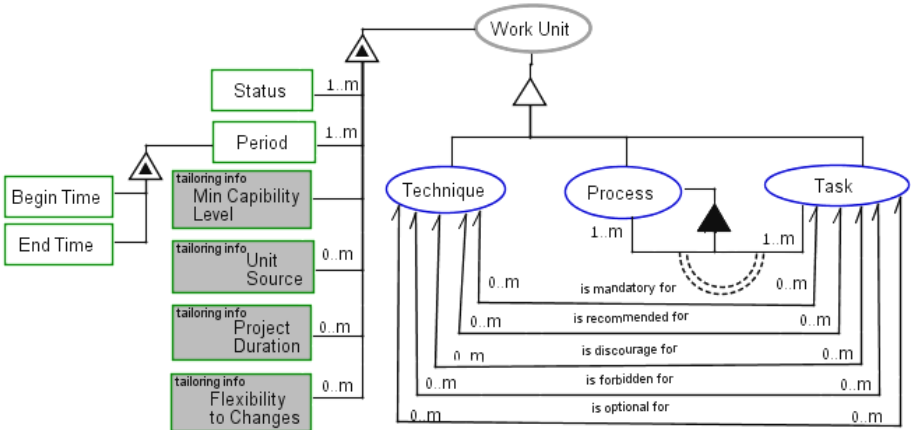 Work Unit
Status
1..m
Period
1..m
Begin Time
End Time
tailoring info
Min Capibility
Level
tailoring info
Unit
Source
0..m
tailoring info
Project
Duration
0..m
tailoring info
Flexibility
to Changes
0..m
Technique
Process
Task
1..m
1..m
0..m
is mandatory for
0..m
0..m
is recommended for
0..m
0..m
is discourage for
0..m
0..m
is forbidden for
0..m
0..m
is optional for
0..m